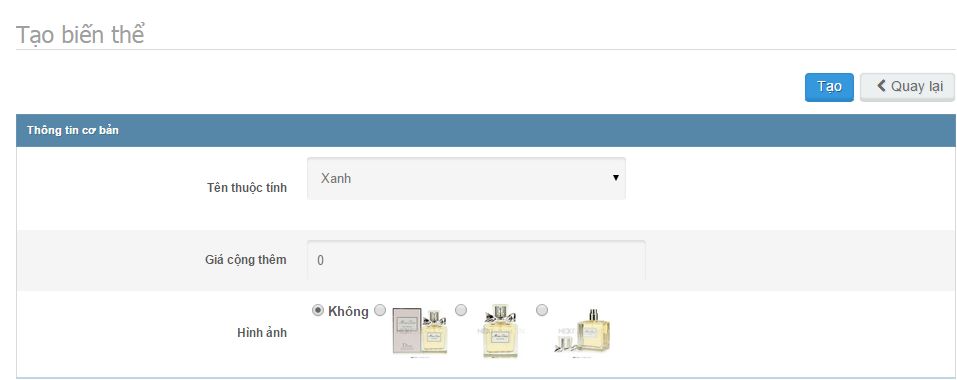 Tạo biến thể
Tạo
Quay lại
Thông tin cơ bản
Tên thuộc tính
Xanh
Giá cộng thêm
0
Hình ảnh
Không